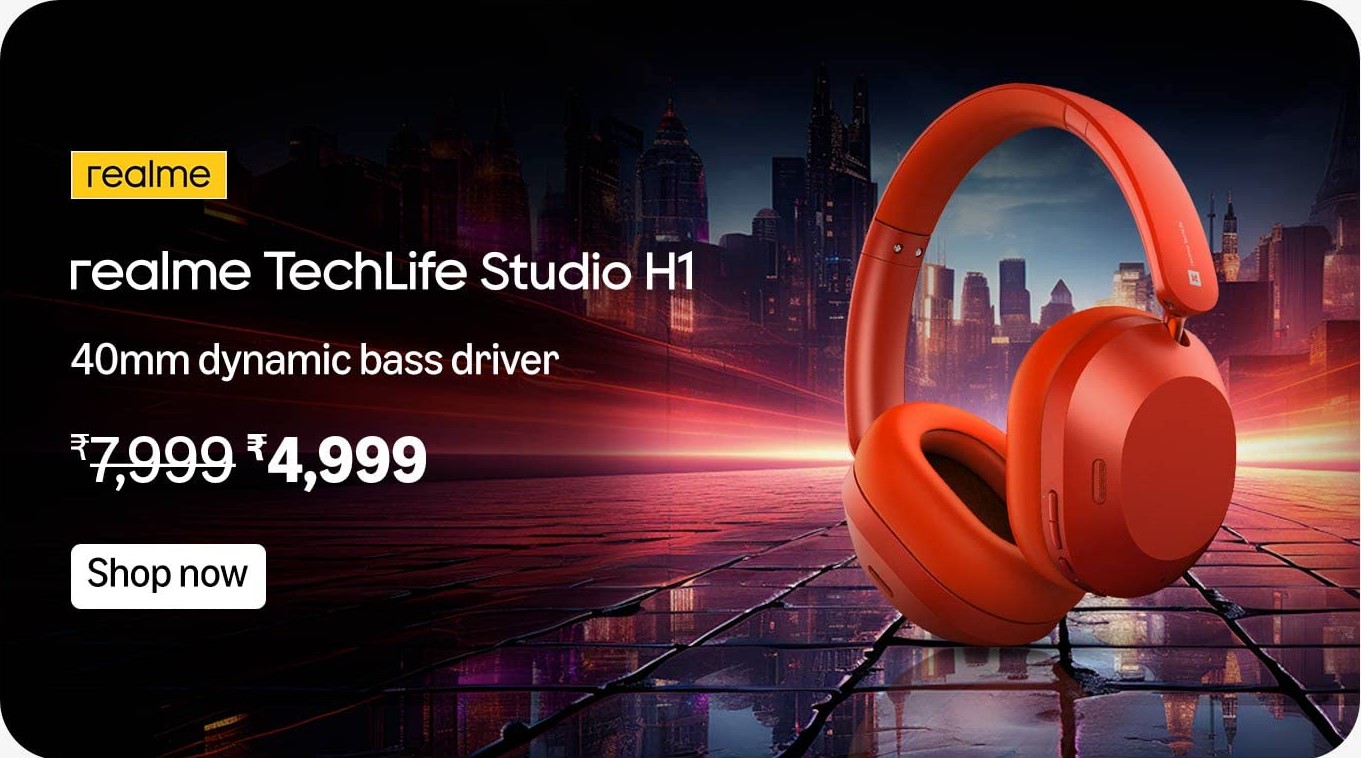 realme
realme TechLife Studio H1
40mm dynamic bass driver
₹7,999 ₹4,999
Shop now